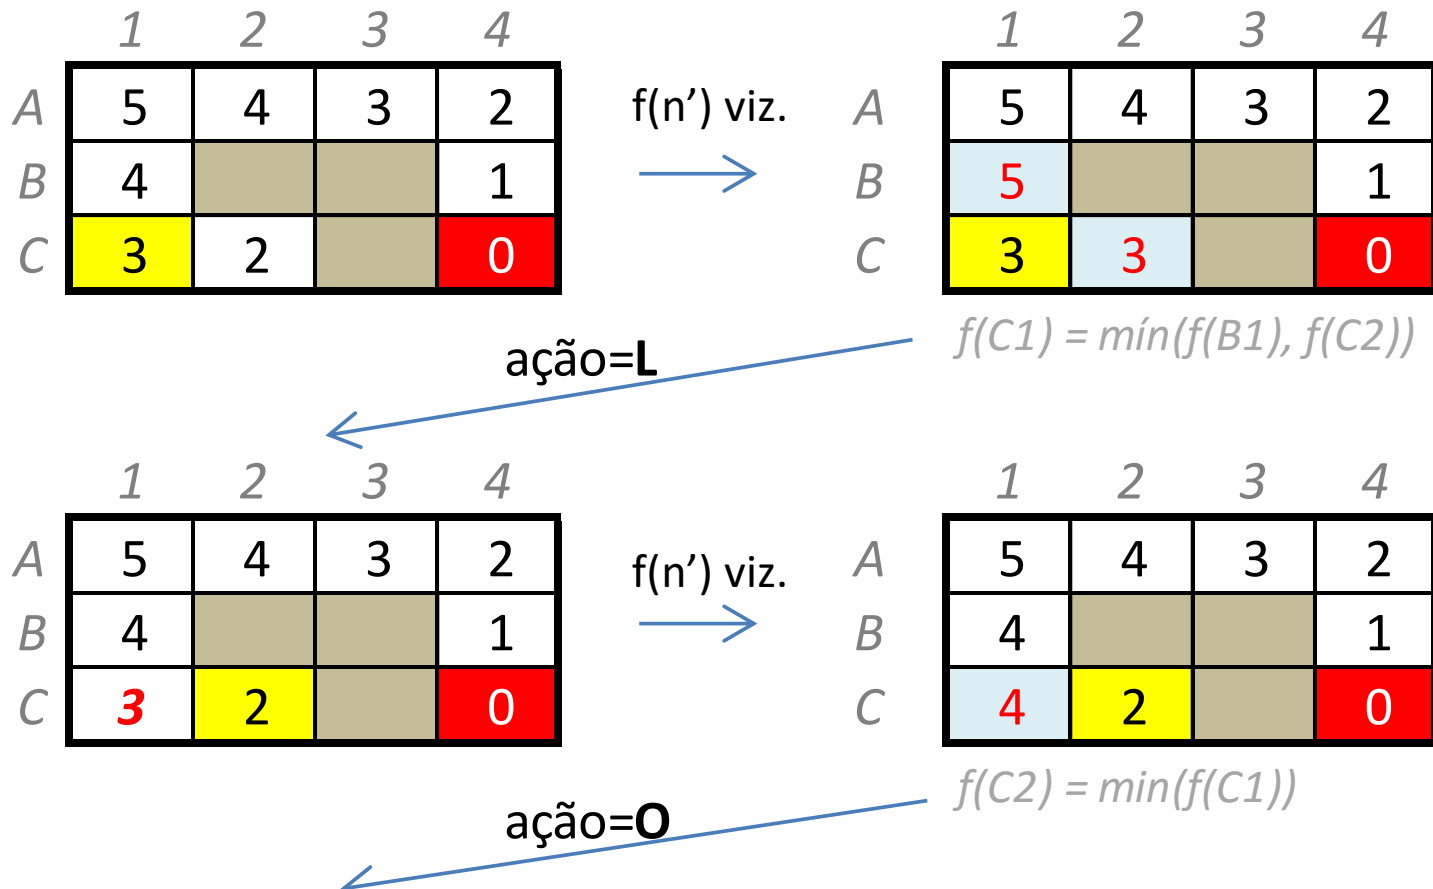 1 2 3 4 1 2 3 4
A 5 4 3 2 f(n’) viz. A 5 4 3 2
B 4 1 B 5 1
C 3 2 0 C 3 3 0
f(C1) = mín(f(B1), f(C2))
ação=L
1 2 3 4 1 2 3 4
A 5 4 3 2 f(n’) viz. A 5 4 3 2
B 4 1 B 4 1
C 3 2 0 C 4 2 0
f(C2) = min(f(C1))
ação=O